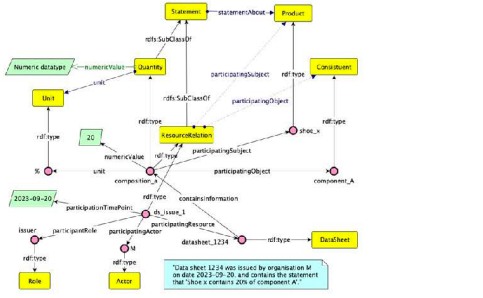 Statement
statementAbout
Product
rdfs:SubClassOf
Numeric datatype
numericValue
Quantity
participatingSubject
rdf:type
Consistuent
unit
Unit
rdfs:SubClassOf
participatingObject
rdf:type
rdf:type
rdf:type
ResourceRelation
shoe_x
20
rdf:type
participatingSubject
numericValue
%
unit
composition_x
participatingObject
component_A
2023-09-20
rdf:type
containsInformation
participationTimePoint
ds_issue_1
participatingResource
issuer
participantRole
participatingActor
M
datasheet_1234
rdf:type
DataSheet
rdf:type
rdf:type
Role
Actor
"Data sheet 1234 was issued by organisation M
on date 2023-09-20, and contains the statement
that 'Shoe x contains 20% of component A'."